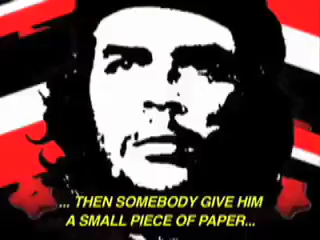 ... THEN SOMEBODY GIVE HIM
A SMALL PIECE OF PAPER...